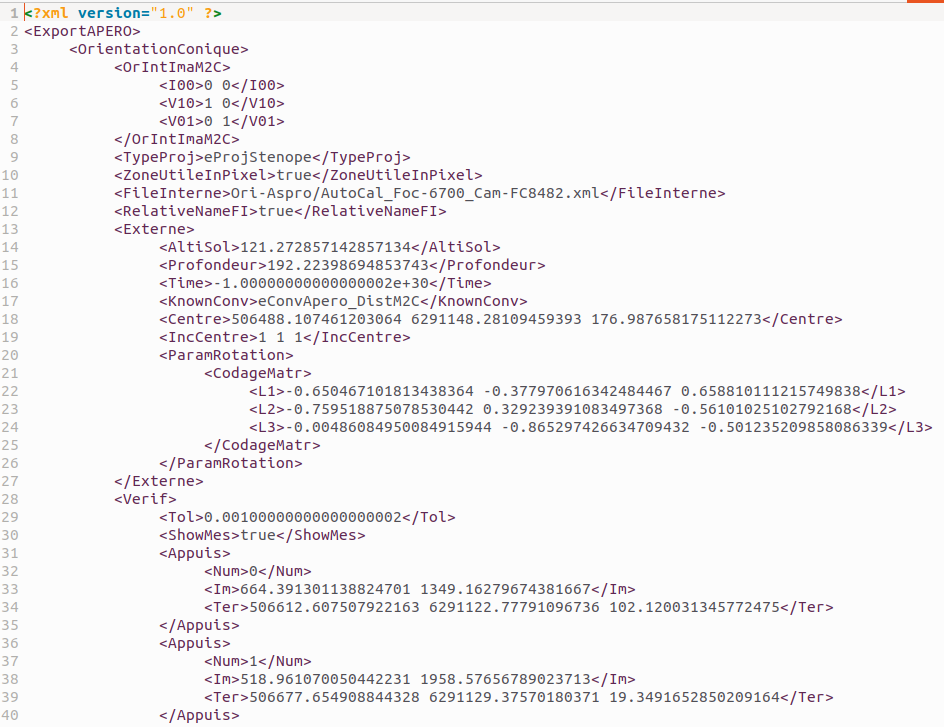 1 <?xml version="1.0" ?>
2 <ExportAPERO>
3 <OrientationConique>
4 <OrIntImaM2C>
5 <I00>0 0</I00>
6 <V10>1 0</V10>
7 <V01>0 1</V01>
8 </OrIntImaM2C>
9 <TypeProj>eProjStenope</TypeProj>
10 <ZoneUtileInPixel>true</ZoneUtileInPixel>
11 <FileInterne>Ori-Aspro/AutoCal_Foc-6700_Cam-FC8482.xml</FileInterne>
12 <RelativeNameFI>true</RelativeNameFI>
13 <Externe>
14 <AltiSol>121.272857142857134</AltiSol>
15 <Profondeur>192.22398694853743</Profondeur>
16 <Time>-1.00000000000000002e+30</Time>
17 <KnownConv>eConvApero_DistM2C</KnownConv>
18 <Centre>506488.107461203064 6291148.28109459393 176.987658175112273</Centre>
19 <IncCentre>1 1 1</IncCentre>
20 <ParamRotation>
21 <CodageMatr>
22 <L1>-0.650467101813438364 -0.377970616342484467 0.658810111215749838</L1>
23 <L2>-0.759518875078530442 0.329239391083497368 -0.56101025102792168</L2>
24 <L3>-0.00486084950084915944 -0.865297426634709432 -0.501235209858086339</L3>
25 </CodageMatr>
26 </ParamRotation>
27 </Externe>
28 <Verif>
29 <Tol>0.00100000000000000002</Tol>
30 <ShowMes>true</ShowMes>
31 <Appuis>
32 <Num>0</Num>
33 <Im>664.391301138824701 1349.16279674381667</Im>
34 <Ter>506612.607507922163 6291122.77791096736 102.120031345772475</Ter>
35 </Appuis>
36 <Appuis>
37 <Num>1</Num>
38 <Im>518.961070050442231 1958.57656789023713</Im>
39 <Ter>506677.654908844328 6291129.37570180371 19.3491652850209164</Ter>
40 </Appuis>